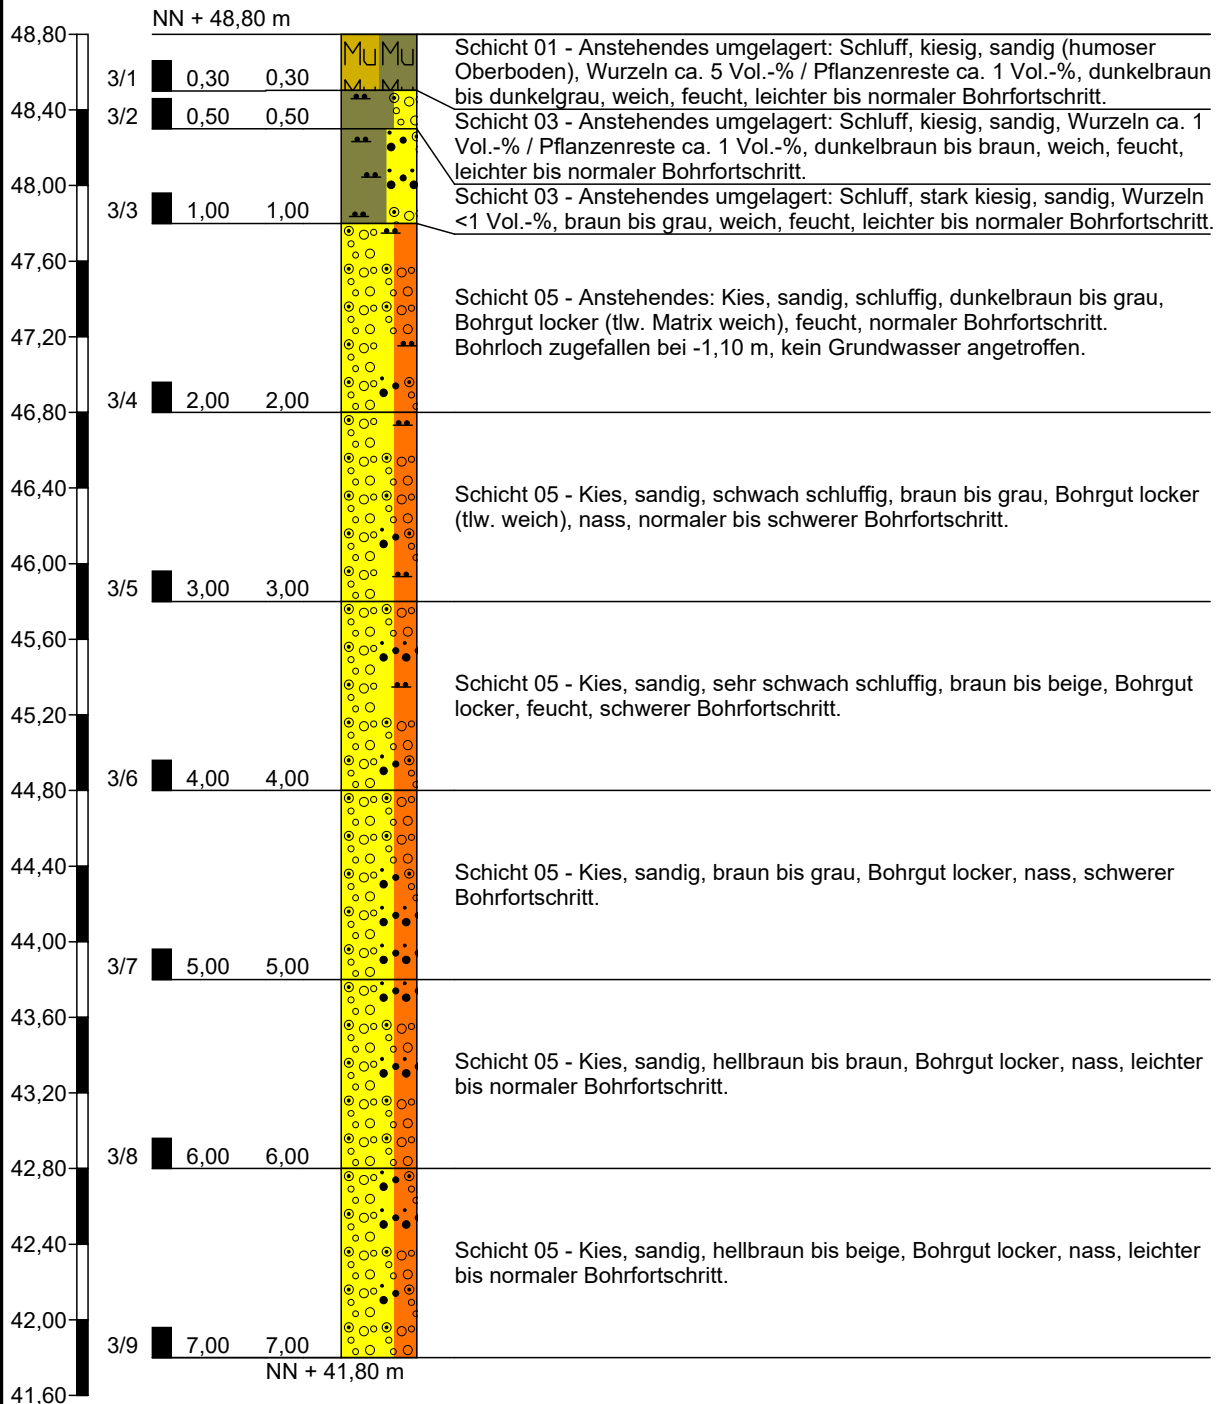 NN + 48,80 m
48,80
Mu Mu
Mu Mu
Schicht 01 - Anstehendes umgelagert: Schluff, kiesig, sandig (humoser
Oberboden), Wurzeln ca. 5 Vol.-% / Pflanzenreste ca. 1 Vol.-%, dunkelbraun
bis dunkelgrau, weich, feucht, leichter bis normaler Bohrfortschritt.
3/1 0,30 0,30
48,40
3/2 0,50 0,50
Schicht 03 - Anstehendes umgelagert: Schluff, kiesig, sandig, Wurzeln ca. 1
Vol.-% / Pflanzenreste ca. 1 Vol.-%, dunkelbraun bis braun, weich, feucht,
leichter bis normaler Bohrfortschritt.
48,00
3/3 1,00 1,00
Schicht 03 - Anstehendes umgelagert: Schluff, stark kiesig, sandig, Wurzeln
<1 Vol.-%, braun bis grau, weich, feucht, leichter bis normaler Bohrfortschritt.
47,60
Schicht 05 - Anstehendes: Kies, sandig, schluffig, dunkelbraun bis grau,
Bohrgut locker (tlw. Matrix weich), feucht, normaler Bohrfortschritt.
Bohrloch zugefallen bei -1,10 m, kein Grundwasser angetroffen.
47,20
3/4 2,00 2,00
46,80
46,40
Schicht 05 - Kies, sandig, schwach schluffig, braun bis grau, Bohrgut locker
(tlw. weich), nass, normaler bis schwerer Bohrfortschritt.
46,00
3/5 3,00 3,00
45,60
Schicht 05 - Kies, sandig, sehr schwach schluffig, braun bis beige, Bohrgut
locker, feucht, schwerer Bohrfortschritt.
45,20
3/6 4,00 4,00
44,80
44,40
Schicht 05 - Kies, sandig, braun bis grau, Bohrgut locker, nass, schwerer
Bohrfortschritt.
44,00
3/7 5,00 5,00
43,60
Schicht 05 - Kies, sandig, hellbraun bis braun, Bohrgut locker, nass, leichter
bis normaler Bohrfortschritt.
43,20
3/8 6,00 6,00
42,80
42,40
Schicht 05 - Kies, sandig, hellbraun bis beige, Bohrgut locker, nass, leichter
bis normaler Bohrfortschritt.
42,00
3/9 7,00 7,00
NN + 41,80 m
41,60